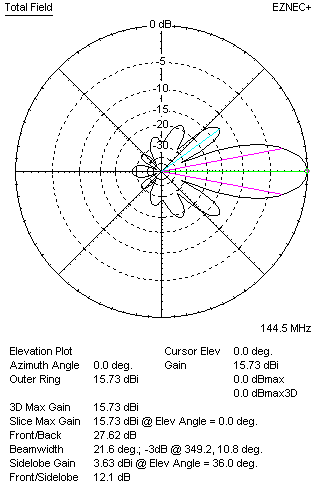 Total Field EZNEC+
0 dB
-5
-10
-15
-20
-30
144.5 MHz
Elevation Plot Cursor Elev 0.0 deg.
Azimuth Angle 0.0 deg. Gain 15.73 dBi
Outer Ring 15.73 dBi 0.0 dBmax
0.0 dBmax3D
3D Max Gain 15.73 dBi
Slice Max Gain 15.73 dBi @ Elev Angle = 0.0 deg.
Front/Back 27.62 dB
Beamwidth 21.6 deg.; -3dB @ 349.2, 10.8 deg.
Sidelobe Gain 3.63 dBi @ Elev Angle = 36.0 deg.
Front/Sidelobe 12.1 dB